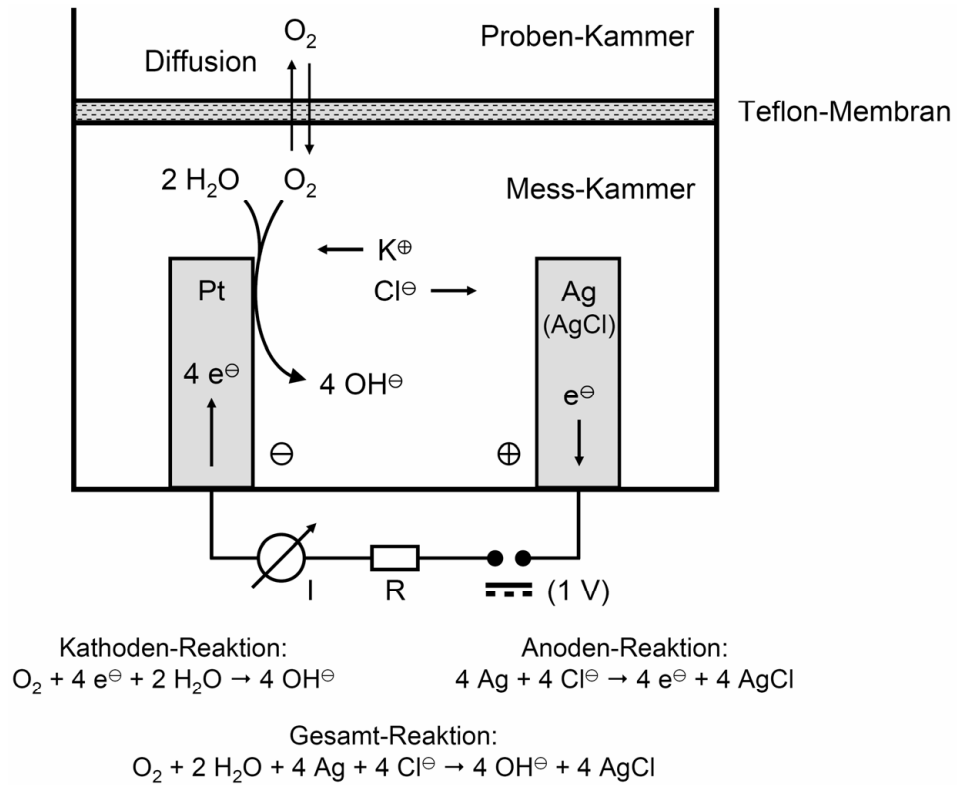 O₂
Proben-Kammer
Diffusion
Teflon-Membran
2 H₂O O₂
Mess-Kammer
K⊕
Pt
Cl⊖
Ag
(AgCl)
4 e⊖
4 OH⊖
e⊖
⊖
⊕
I
R
(1 V)
Kathoden-Reaktion:
O₂ + 4 e⊖ + 2 H₂O → 4 OH⊖
Anoden-Reaktion:
4 Ag + 4 Cl⊖ → 4 e⊖ + 4 AgCl
Gesamt-Reaktion:
O₂ + 2 H₂O + 4 Ag + 4 Cl⊖ → 4 OH⊖ + 4 AgCl